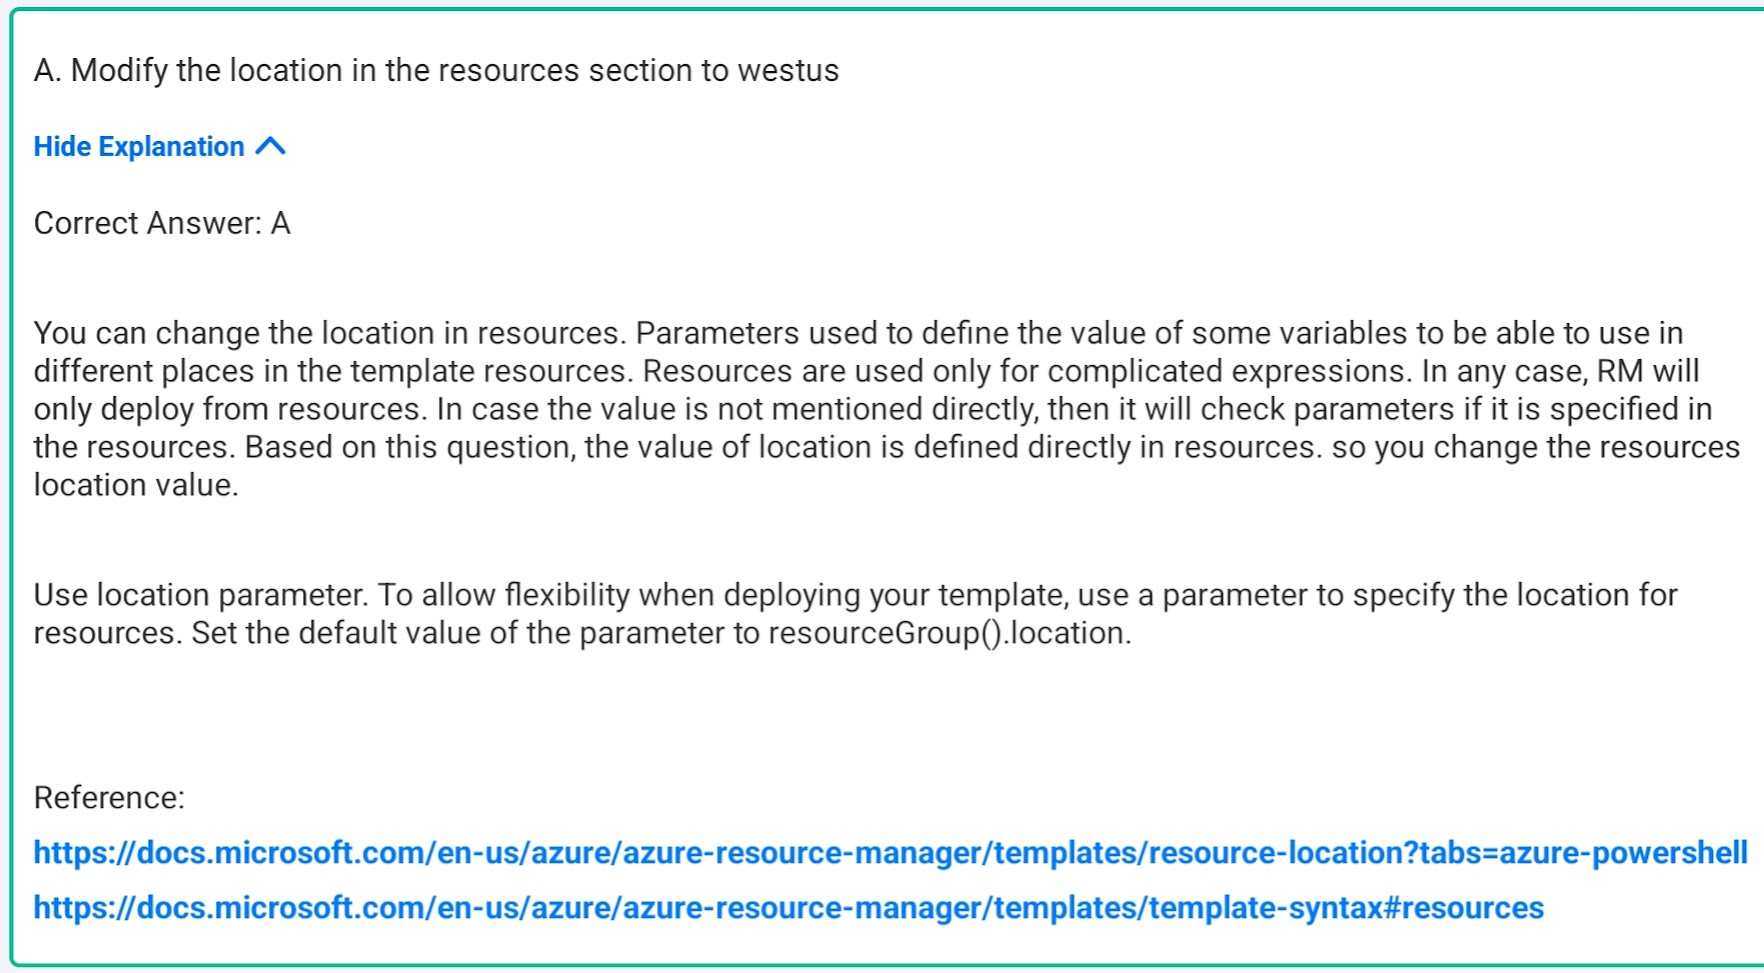 A. Modify the location in the resources section to westus
Hide Explanation
Correct Answer: A
You can change the location in resources. Parameters used to define the value of some variables to be able to use in
different places in the template resources. Resources are used only for complicated expressions. In any case, RM will
only deploy from resources. In case the value is not mentioned directly, then it will check parameters if it is specified in
the resources. Based on this question, the value of location is defined directly in resources. so you change the resources
location value.
Use location parameter. To allow flexibility when deploying your template, use a parameter to specify the location for
resources. Set the default value of the parameter to resourceGroup().location.
Reference:
https://docs.microsoft.com/en-us/azure/azure-resource-manager/templates/resource-location?tabs=azure-powershell
https://docs.microsoft.com/en-us/azure/azure-resource-manager/templates/template-syntax#resources